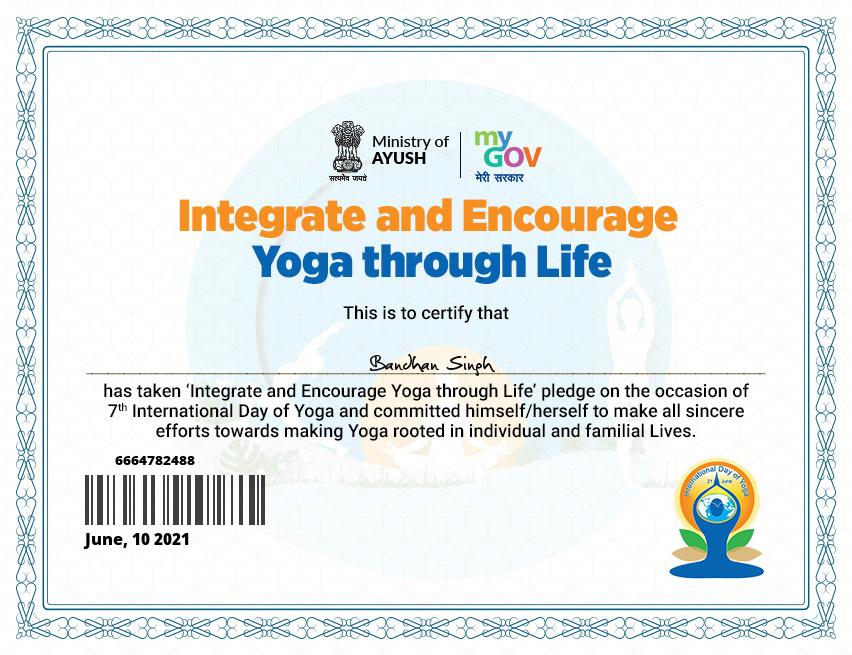 सत्यमेव जयते
Ministry of
AYUSH
my
GOV
मेरी सरकार
Integrate and Encourage
Yoga through Life
This is to certify that
Bandhan Singh
has taken ‘Integrate and Encourage Yoga through Life’ pledge on the occasion of
7th International Day of Yoga and committed himself/herself to make all sincere
efforts towards making Yoga rooted in individual and familial Lives.
6664782488
June, 10 2021
International Day of Yoga
21 June